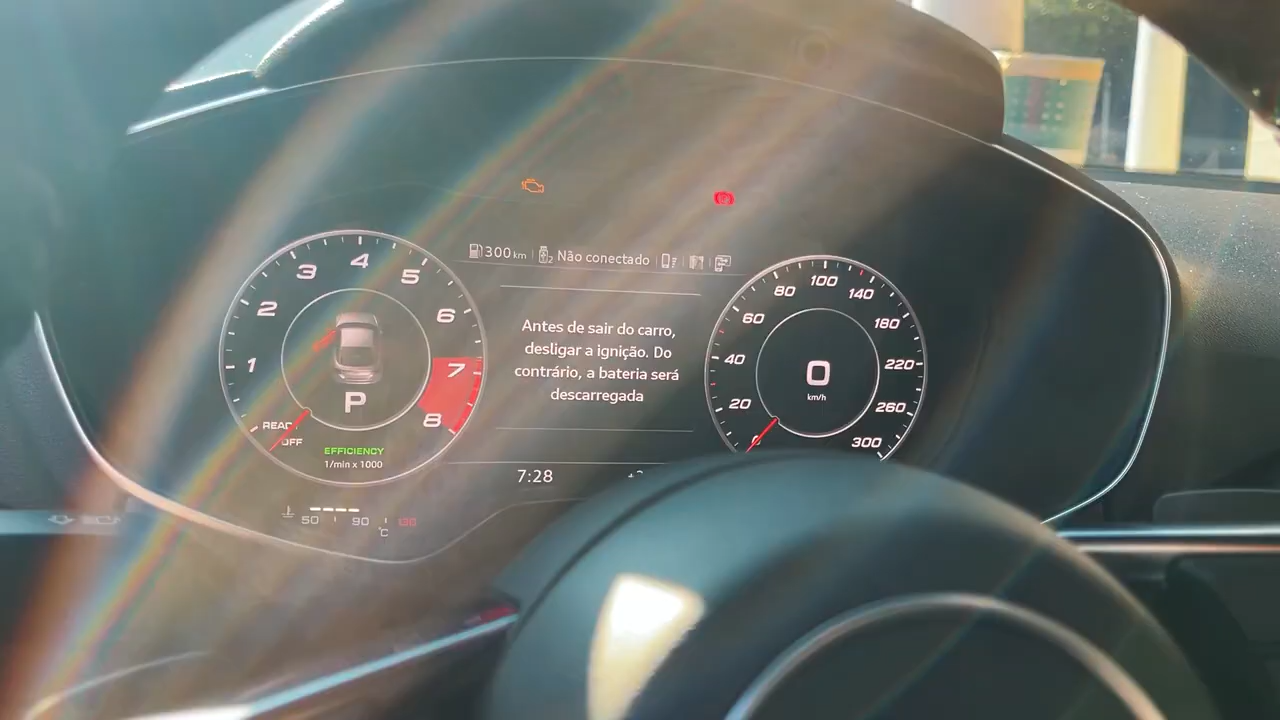 300 km
2 Não conectado
1
2
3
4
5
6
7
8
READY
OFF
P
EFFICIENCY
1/min x 1000
Antes de sair do carro,
desligar a ignição. Do
contrário, a bateria será
descarregada
0
20
40
60
80
100
140
180
220
260
300
0
km/h
7:28
50
90
130
°C